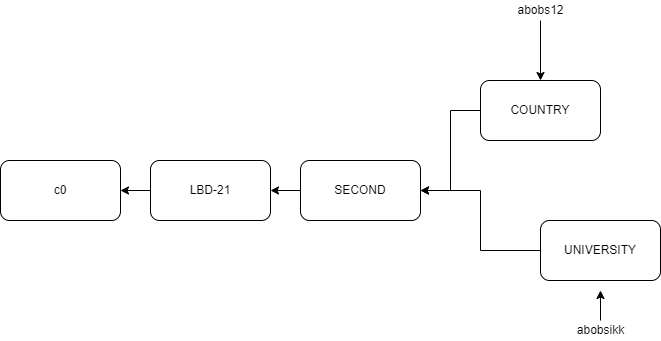 abobs12
COUNTRY
c0
LBD-21
SECOND
UNIVERSITY
abobsikk